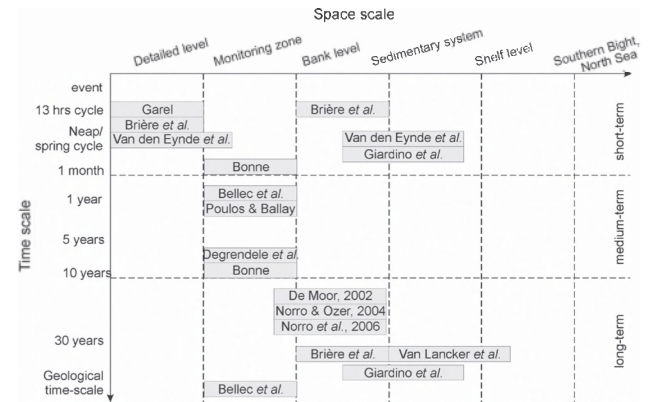 Space scale
Detailed level
Monitoring zone
Bank level
Sedimentary system
Shelf level
Southern Bight,
North Sea
Time scale
event
13 hrs cycle
Neap/
spring cycle
1 month
1 year
5 years
10 years
30 years
Geological
time-scale
Garel
Brière et al.
Brière et al.
Van den Eynde et al.
Van den Eynde et al.
Giardino et al.
Bonne
Bellec et al.
Poulos & Ballay
Degrendele et al.
Bonne
De Moor, 2002
Norro & Ozer, 2004
Norro et al., 2006
Brière et al.
Van Lancker et al.
Giardino et al.
Bellec et al.
short-term
medium-term
long-term